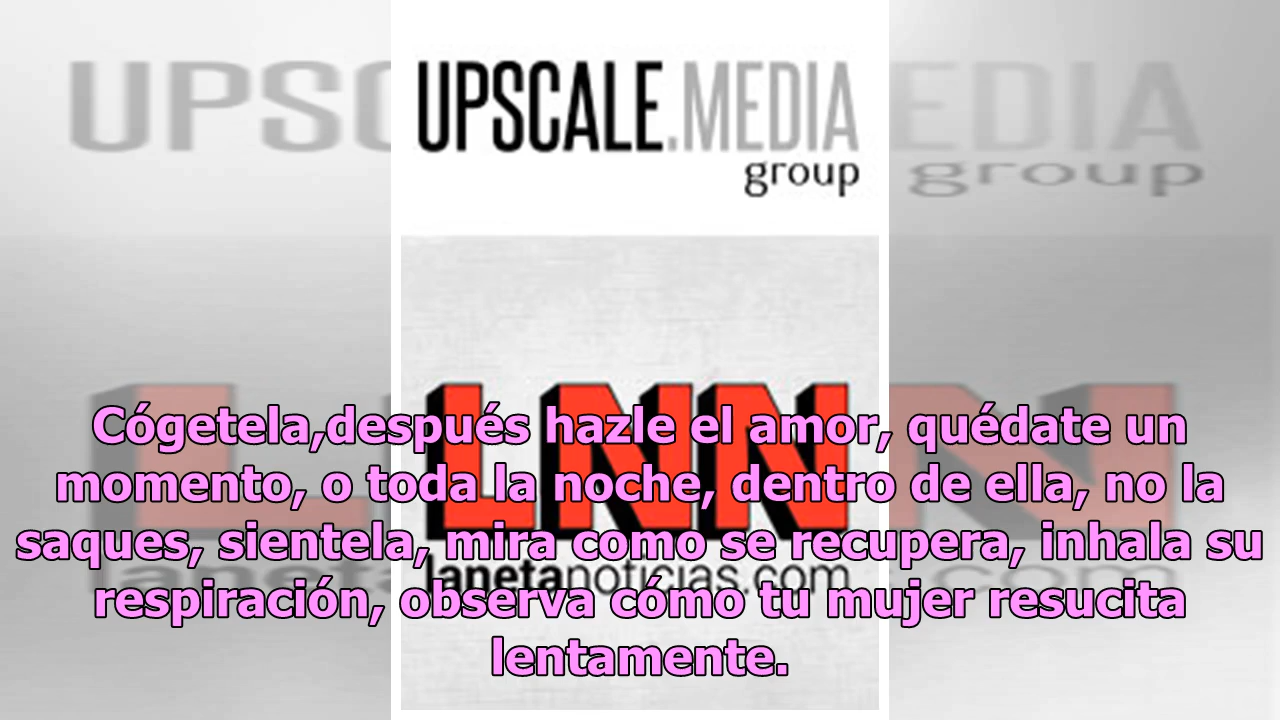 UPSCALE.MEDIA
group
LNN
lanetanoticias.com
Cógetela,después hazle el amor, quédate un
momento, o toda la noche, dentro de ella, no la
saques, sientela, mira como se recupera, inhala su
respiración, observa cómo tu mujer resucita
lentamente.